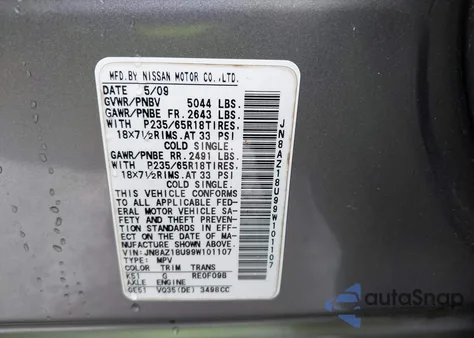 MFD.BY NISSAN MOTOR CO.,LTD.
DATE 5/09
GVWR/PNBV 5044 LBS.
GAWR/PNBE FR. 2643 LBS.
WITH P235/65R18TIRES.
18X7½RIMS.AT 33 PSI
COLD SINGLE.
GAWR/PNBE RR. 2491 LBS.
WITH P235/65R18TIRES.
18X7½RIMS.AT 33 PSI
COLD SINGLE.
THIS VEHICLE CONFORMS
TO ALL APPLICABLE FED-
ERAL MOTOR VEHICLE SA-
FETY AND THEFT PREVEN-
TION STANDARDS IN EF-
FECT ON THE DATE OF
MANUFACTURE SHOWN ABOVE.
VIN:JN8AZ18U99W101107
TYPE: MPV
COLOR TRIM TRANS
K51 G RE0F09B
AXLE ENGINE
GE51 VQ35(DE) 3498CC
JN8AZ18U99W101107
autoSnap